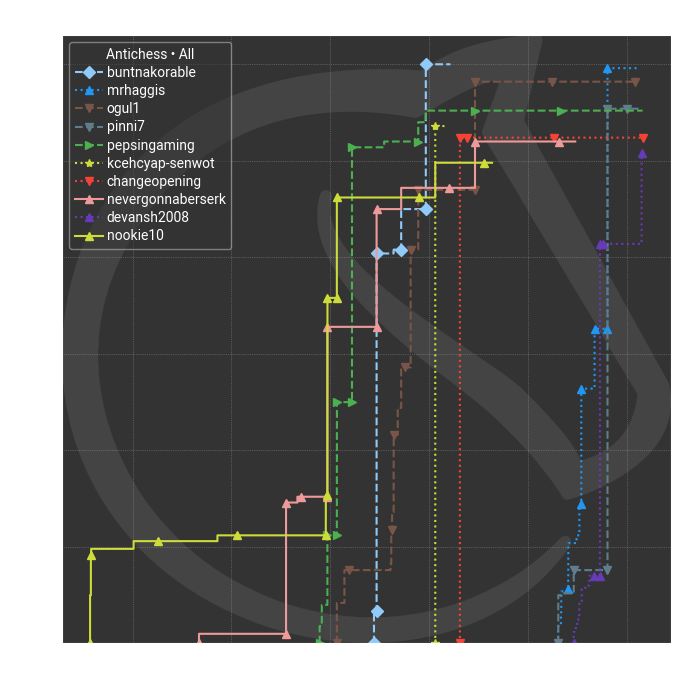 Antichess • All
buntnakorable
mrhaggis
ogul1
pinni7
pepsingaming
kcehcyap-senwot
changeopening
nevergonnaberserk
devansh2008
nookie10